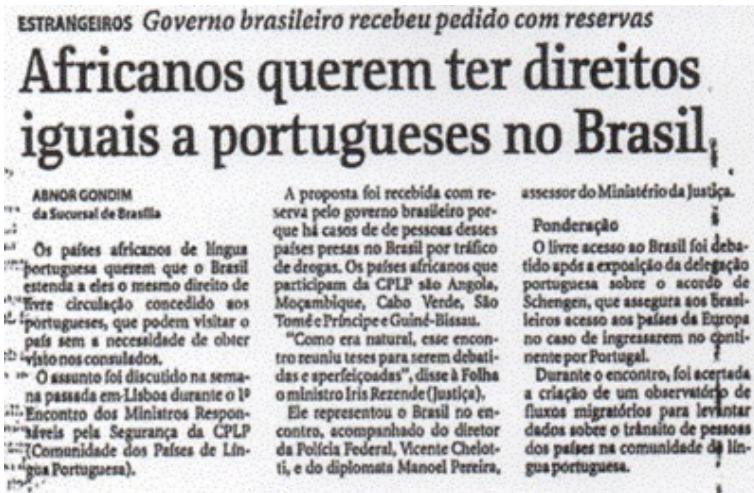 ESTRANGEIROS Governo brasileiro recebeu pedido com reservas
Africanos querem ter direitos
iguais a portugueses no Brasil
ABNOR GONDIM
da Sucursal de Brasília
Os países africanos de língua
portuguesa querem que o Brasil
estenda a eles o mesmo direito de
livre circulação concedido aos
portugueses, que podem visitar o
país sem a necessidade de obter
visto nos consulados.
O assunto foi discutido na sema-
na passada em Lisboa durante o 1º
Encontro dos Ministros Respon-
sáveis pela Segurança da CPLP
(Comunidade dos Países de Lín-
gua Portuguesa).
A proposta foi recebida com re-
serva pelo governo brasileiro por-
que há casos de de pessoas desses
países presas no Brasil por tráfico
de drogas. Os países africanos que
participam da CPLP são Angola,
Moçambique, Cabo Verde, São
Tomé e Príncipe e Guiné-Bissau.
"Como era natural, esse encon-
tro reuniu teses para serem debati-
das e aperfeiçoadas", disse à Folha
o ministro Iris Rezende (Justiça).
Ele representou o Brasil no en-
contro, acompanhado do diretor
da Polícia Federal, Vicente Chelot-
ti, e do diplomata Manoel Pereira,
assessor do Ministério da Justiça.
Ponderação
O livre acesso ao Brasil foi deba-
tido após a exposição da delegação
portuguesa sobre o acordo de
Schengen, que assegura aos brasi-
leiros acesso aos países da Europa
no caso de ingressarem no conti-
nente por Portugal.
Durante o encontro, foi acertada
a criação de um observatório de
fluxos migratórios para levantar
dados sobre o trânsito de pessoas
dos países na comunidade de lín-
gua portuguesa.